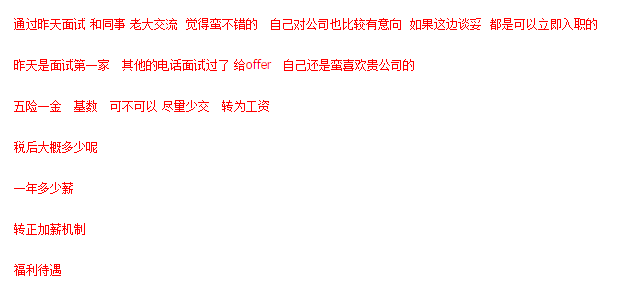 通过昨天面试 和同事 老大交流 觉得蛮不错的 自己对公司也比较有意向 如果这边谈妥 都是可以立即入职的
昨天是面试第一家 其他的电话面试过了 给offer 自己还是蛮喜欢贵公司的
五险一金 基数 可不可以 尽量少交 转为工资
税后大概多少呢
一年多少薪
转正加薪机制
福利待遇